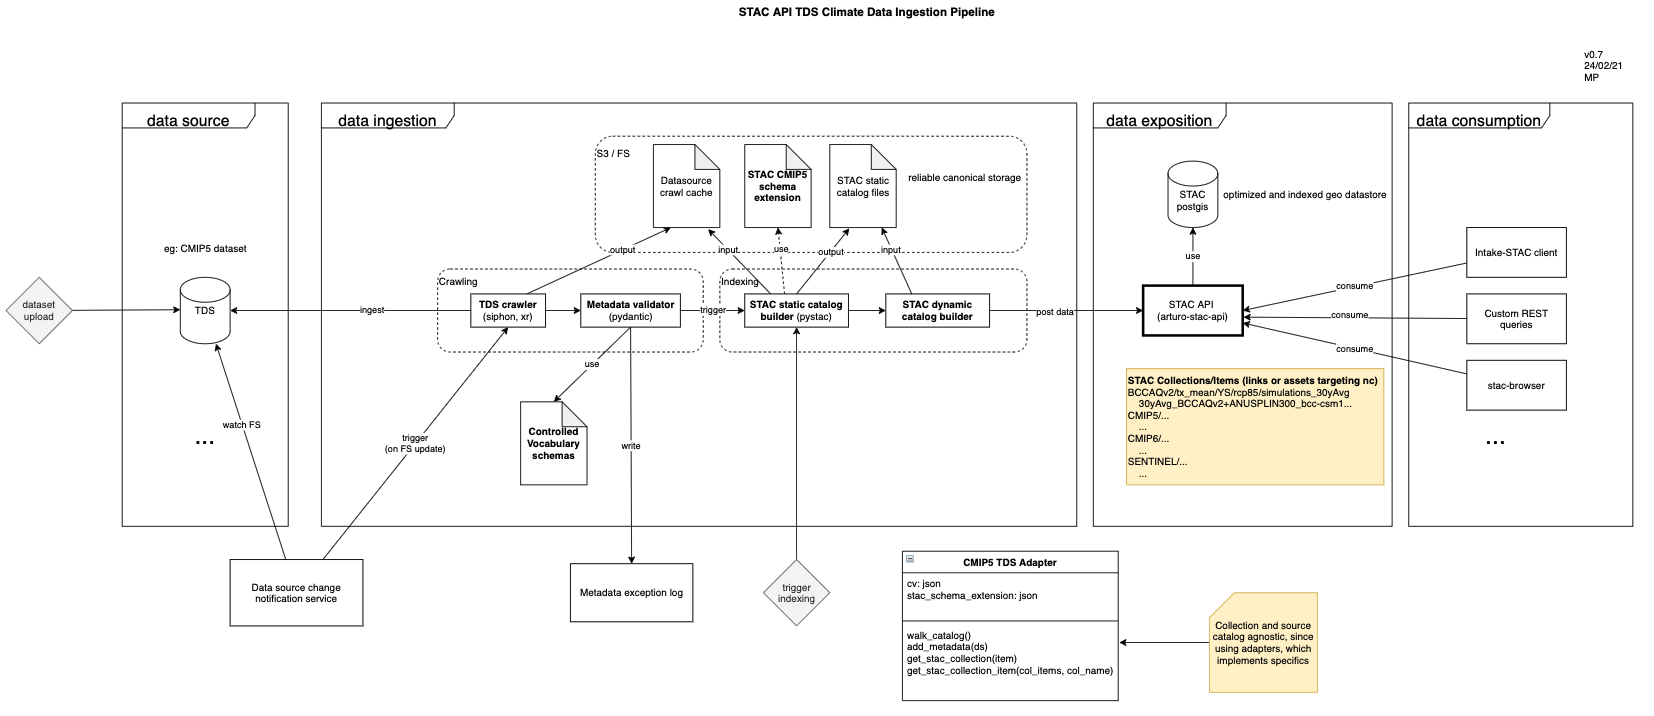 STAC API TDS Climate Data Ingestion Pipeline
v0.7
24/02/21
MP
data source
data ingestion
data exposition
data consumption
S3 / FS
Datasource
crawl cache
STAC CMIP5
schema
extension
STAC static
catalog files
reliable canonical storage
STAC
postgis
optimized and indexed geo datastore
eg: CMIP5 dataset
output
input
use
output
input
use
Intake-STAC client
Crawling
Indexing
dataset
upload
TDS
ingest
TDS crawler
(siphon, xr)
Metadata validator
(pydantic)
trigger
STAC static catalog
builder (pystac)
STAC dynamic
catalog builder
post data
STAC API
(arturo-stac-api)
consume
consume
consume
Custom REST
queries
stac-browser
use
STAC Collections/Items (links or assets targeting nc)
BCCAQv2/tx_mean/YS/rcp85/simulations_30yAvg
30yAvg_BCCAQv2+ANUSPLIN300_bcc-csm1...
CMIP5/...
...
CMIP6/...
...
SENTINEL/...
...
watch FS
...
trigger
(on FS update)
Controlled
Vocabulary
schemas
write
...
Data source change
notification service
Metadata exception log
trigger
indexing
CMIP5 TDS Adapter
cv: json
stac_schema_extension: json
walk_catalog()
add_metadata(ds)
get_stac_collection(item)
get_stac_collection_item(col_items, col_name)
Collection and source
catalog agnostic, since
using adapters, which
implements specifics